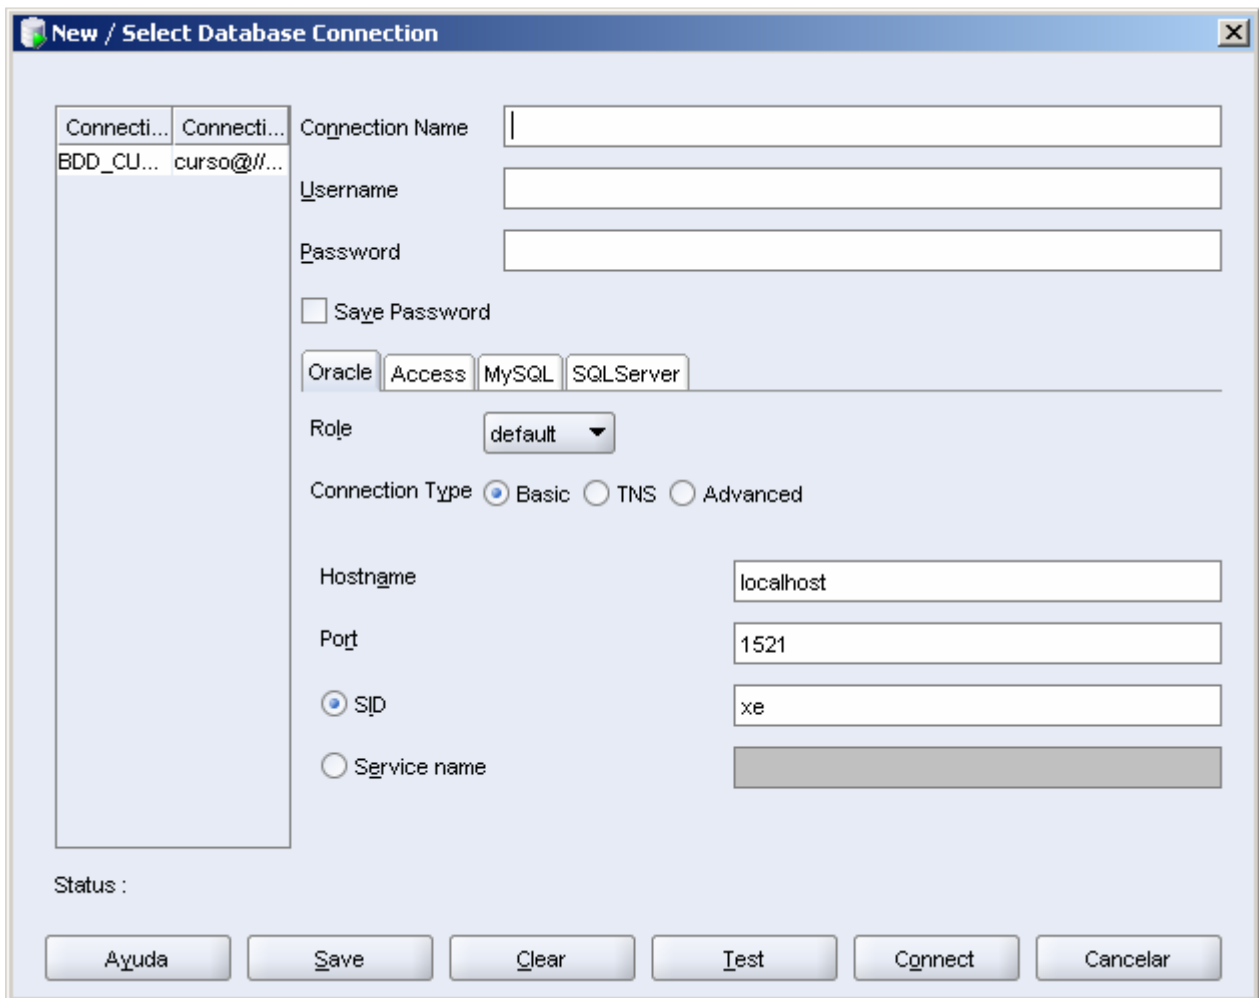 New / Select Database Connection
Connecti... Connecti...
BDD_CU... curso@//...
Connection Name
Username
Password
Save Password
Oracle Access MySQL SQLServer
Role default
Connection Type Basic TNS Advanced
Hostname localhost
Port 1521
SID xe
Service name
Status :
Ayuda Save Clear Test Connect Cancelar